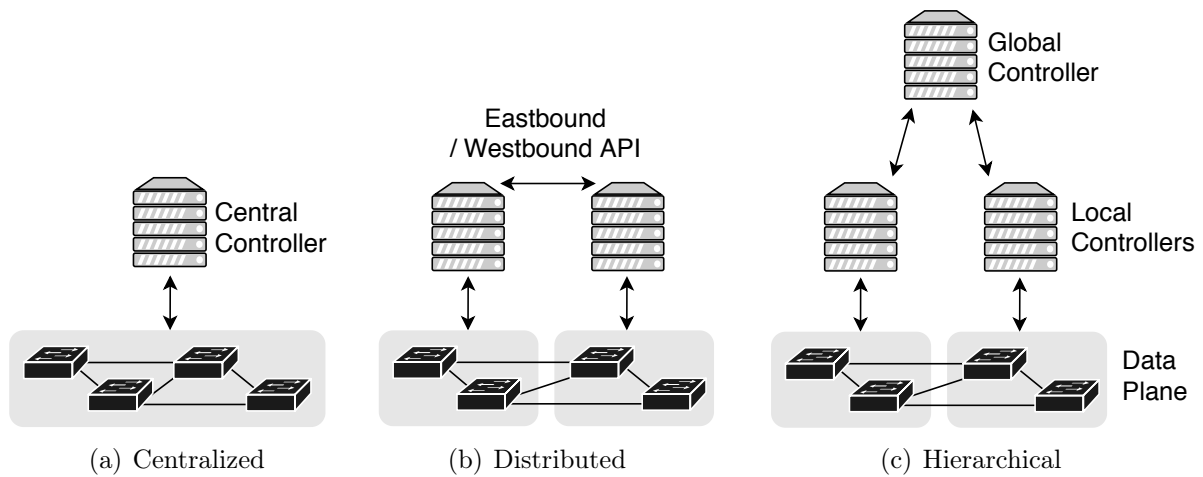 Global
Controller
Eastbound
/ Westbound API
Central
Controller
Local
Controllers
Data
Plane
(a) Centralized
(b) Distributed
(c) Hierarchical